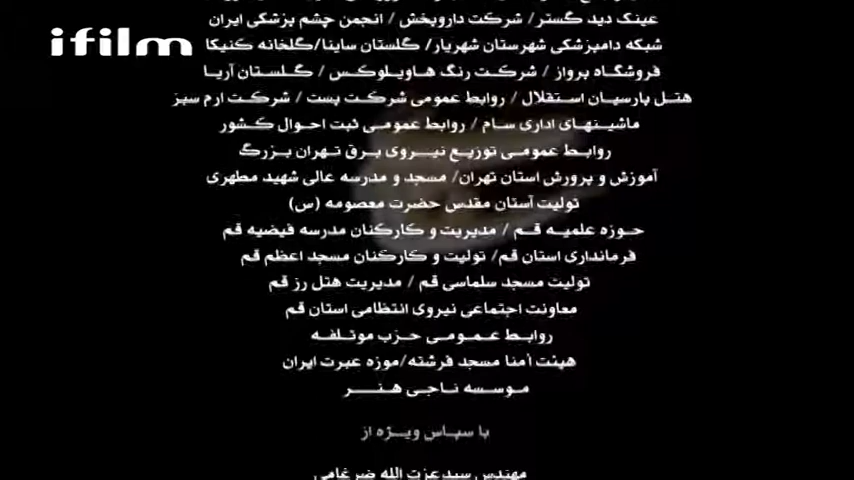 ifilm
عینک دید گستر/ شرکت داروپخش / انجمن چشم پزشکی ایران
شبکه دامپزشکی شهرستان شهریار/ گلستان ساینا/گلخانه کنیکا
فروشگاه پرواز / شرکت رنگ هاویلوکس / گلستان آریا
هتل پارسیان استقلال / روابط عمومی شرکت پست / شرکت ارم سبز
ماشینهای اداری سام / روابط عمومی ثبت احوال کشور
روابط عمومی توزیع نیروی برق تهران بزرگ
آموزش و پرورش استان تهران/ مسجد و مدرسه عالی شهید مطهری
تولیت آستان مقدس حضرت معصومه (س)
حوزه علمیه قم / مدیریت و کارکنان مدرسه فیضیه قم
فرمانداری استان قم/ تولیت و کارکنان مسجد اعظم قم
تولیت مسجد سلماسی قم / مدیریت هتل رز قم
معاونت اجتماعی نیروی انتظامی استان قم
روابط عمومی حزب موتلفه
هیئت امنا مسجد فرشته/موزه عبرت ایران
موسسه ناجی هنر
با سپاس ویژه از
مهندس سید عزت الله ضرغامی